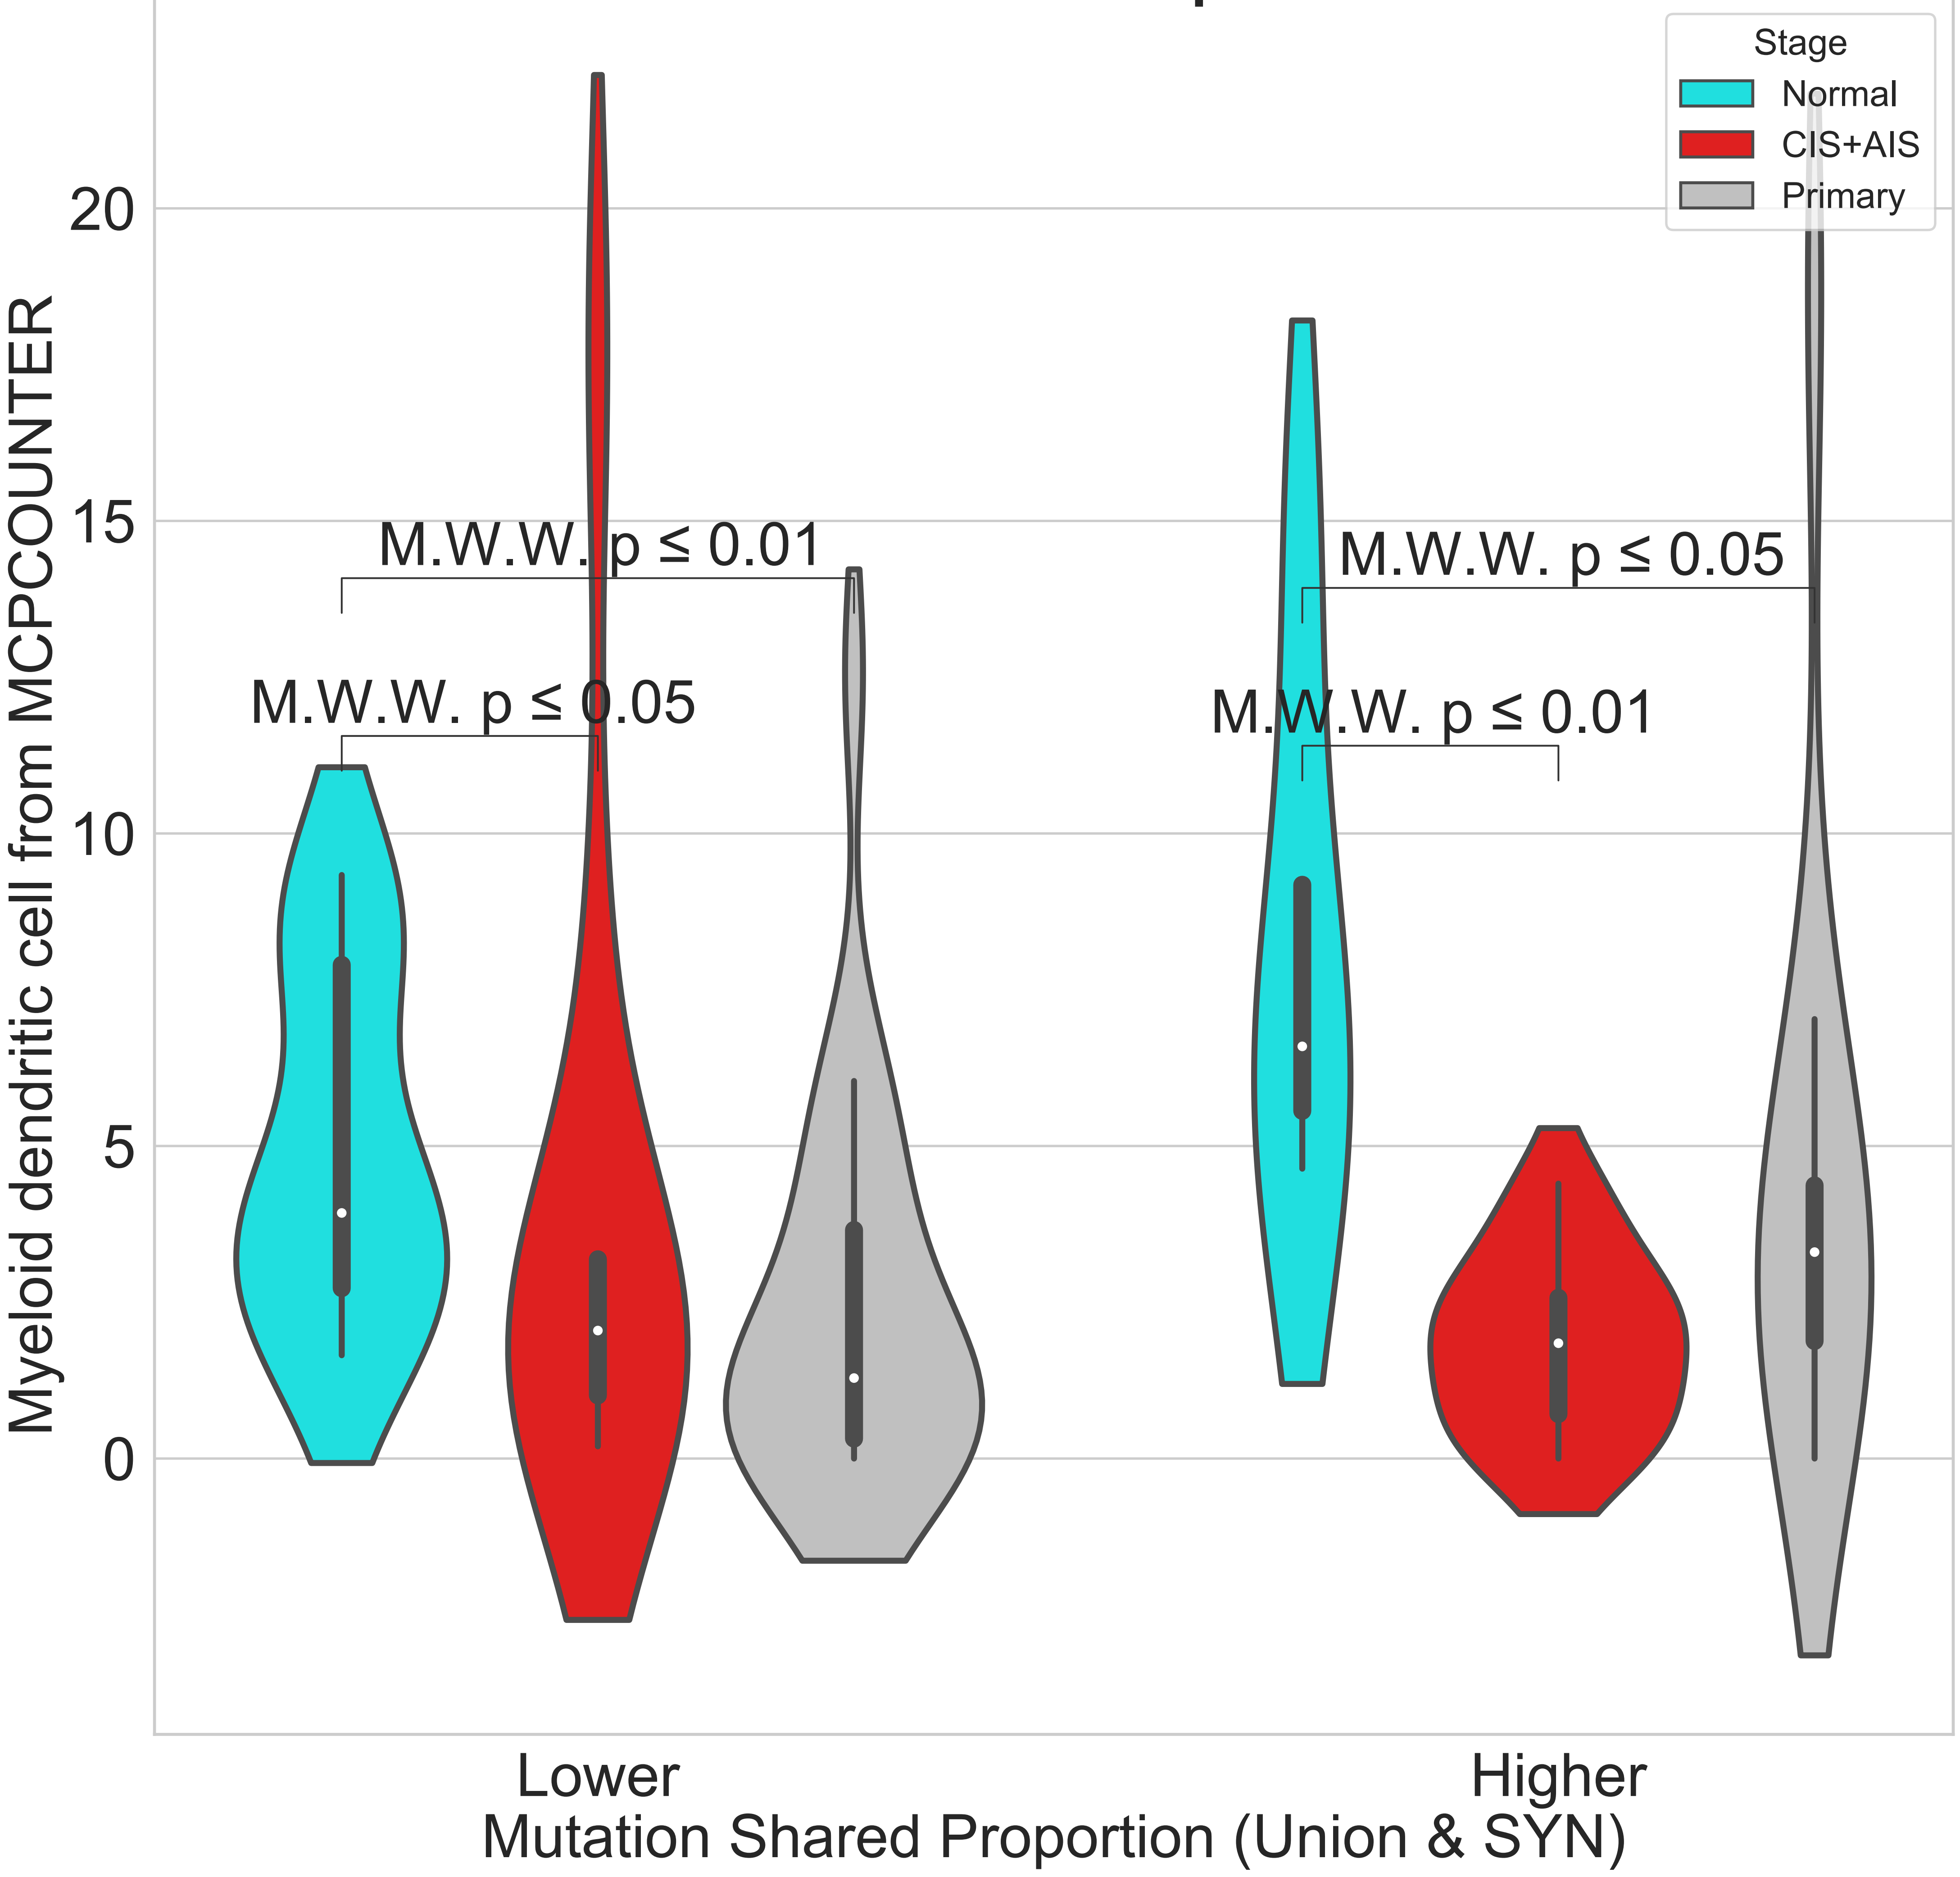 Stage
Normal
CIS+AIS
Primary
Myeloid dendritic cell from MCPCOUNTER
20
15
10
5
0
M.W.W. p ≤ 0.01
M.W.W. p ≤ 0.05
M.W.W. p ≤ 0.05
M.W.W. p ≤ 0.01
Lower
Higher
Mutation Shared Proportion (Union & SYN)